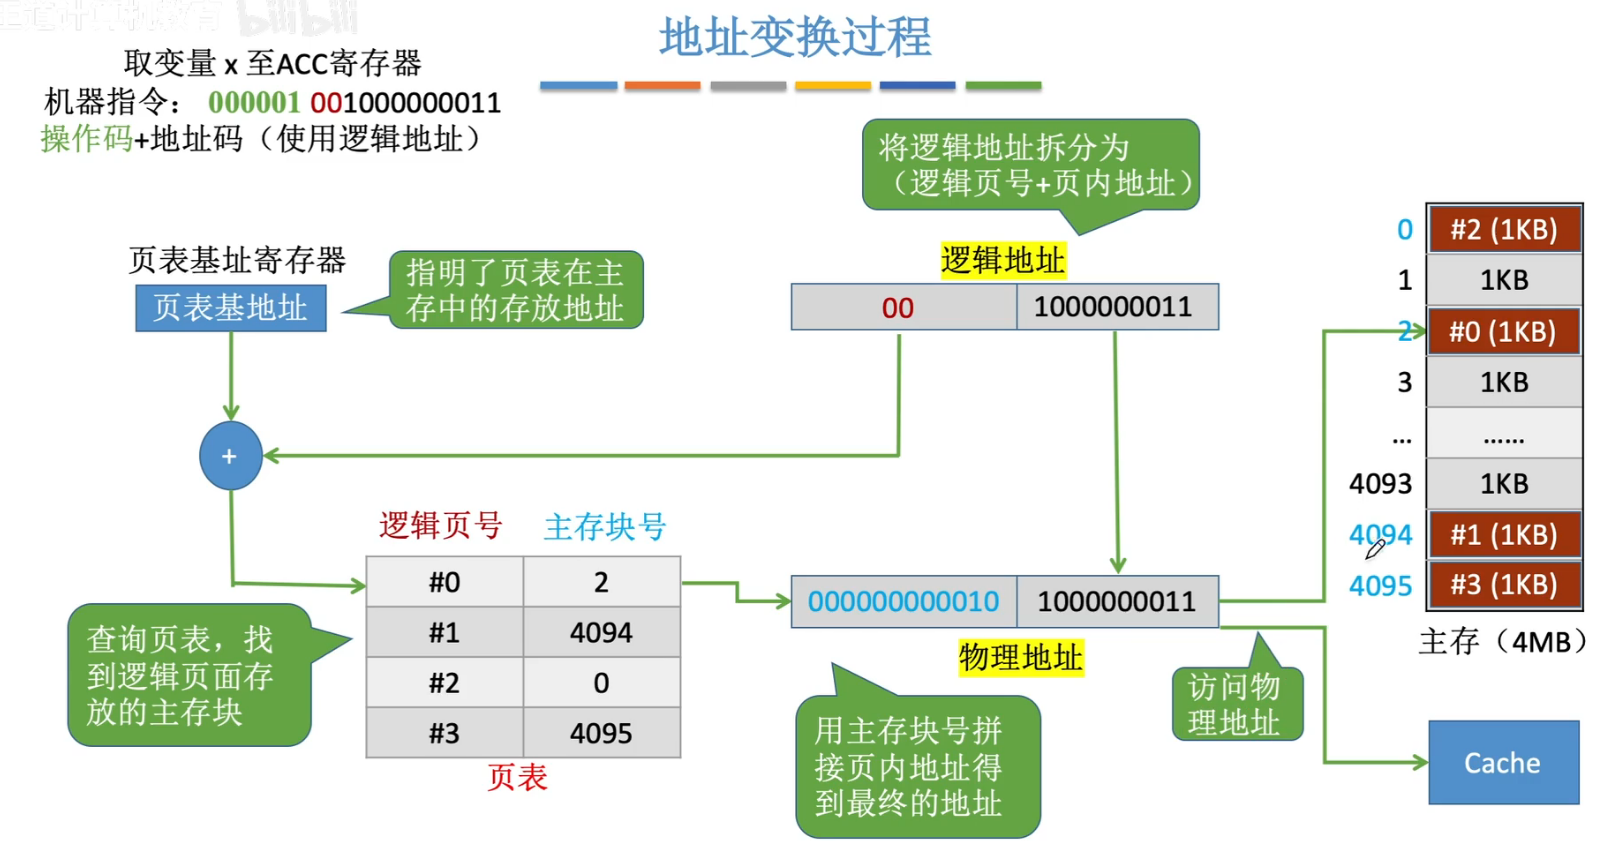 王道计算机教育 bilibili
地址变换过程
取变量 x 至ACC寄存器
机器指令： 000001 001000000011
操作码+地址码（使用逻辑地址）
将逻辑地址拆分为
（逻辑页号+页内地址）
页表基址寄存器
页表基地址
指明了页表在主
存中的存放地址
逻辑地址
00 1000000011
+
逻辑页号 主存块号
#0 2
#1 4094
#2 0
#3 4095
页表
查询页表，找
到逻辑页面存
放的主存块
000000000010 1000000011
物理地址
用主存块号拼
接页内地址得
到最终的地址
访问物
理地址
0 #2 (1KB)
1 1KB
2 #0 (1KB)
3 1KB
... ......
4093 1KB
4094 #1 (1KB)
4095 #3 (1KB)
主存（4MB）
Cache